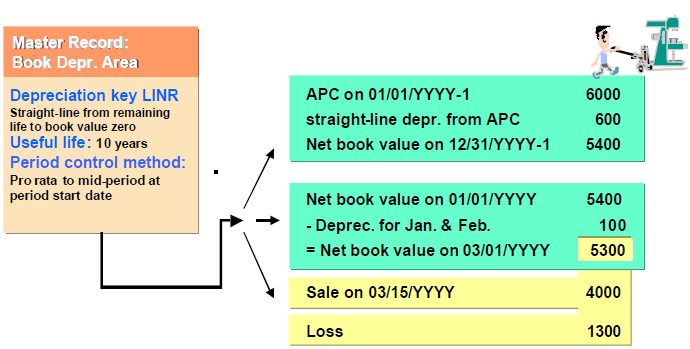 Master Record:
Book Depr. Area
Depreciation key LINR
Straight-line from remaining
life to book value zero
Useful life: 10 years
Period control method:
Pro rata to mid-period at
period start date
APC on 01/01/YYYY-1 6000
straight-line depr. from APC 600
Net book value on 12/31/YYYY-1 5400
Net book value on 01/01/YYYY 5400
- Deprec. for Jan. & Feb. 100
= Net book value on 03/01/YYYY 5300
Sale on 03/15/YYYY 4000
Loss 1300